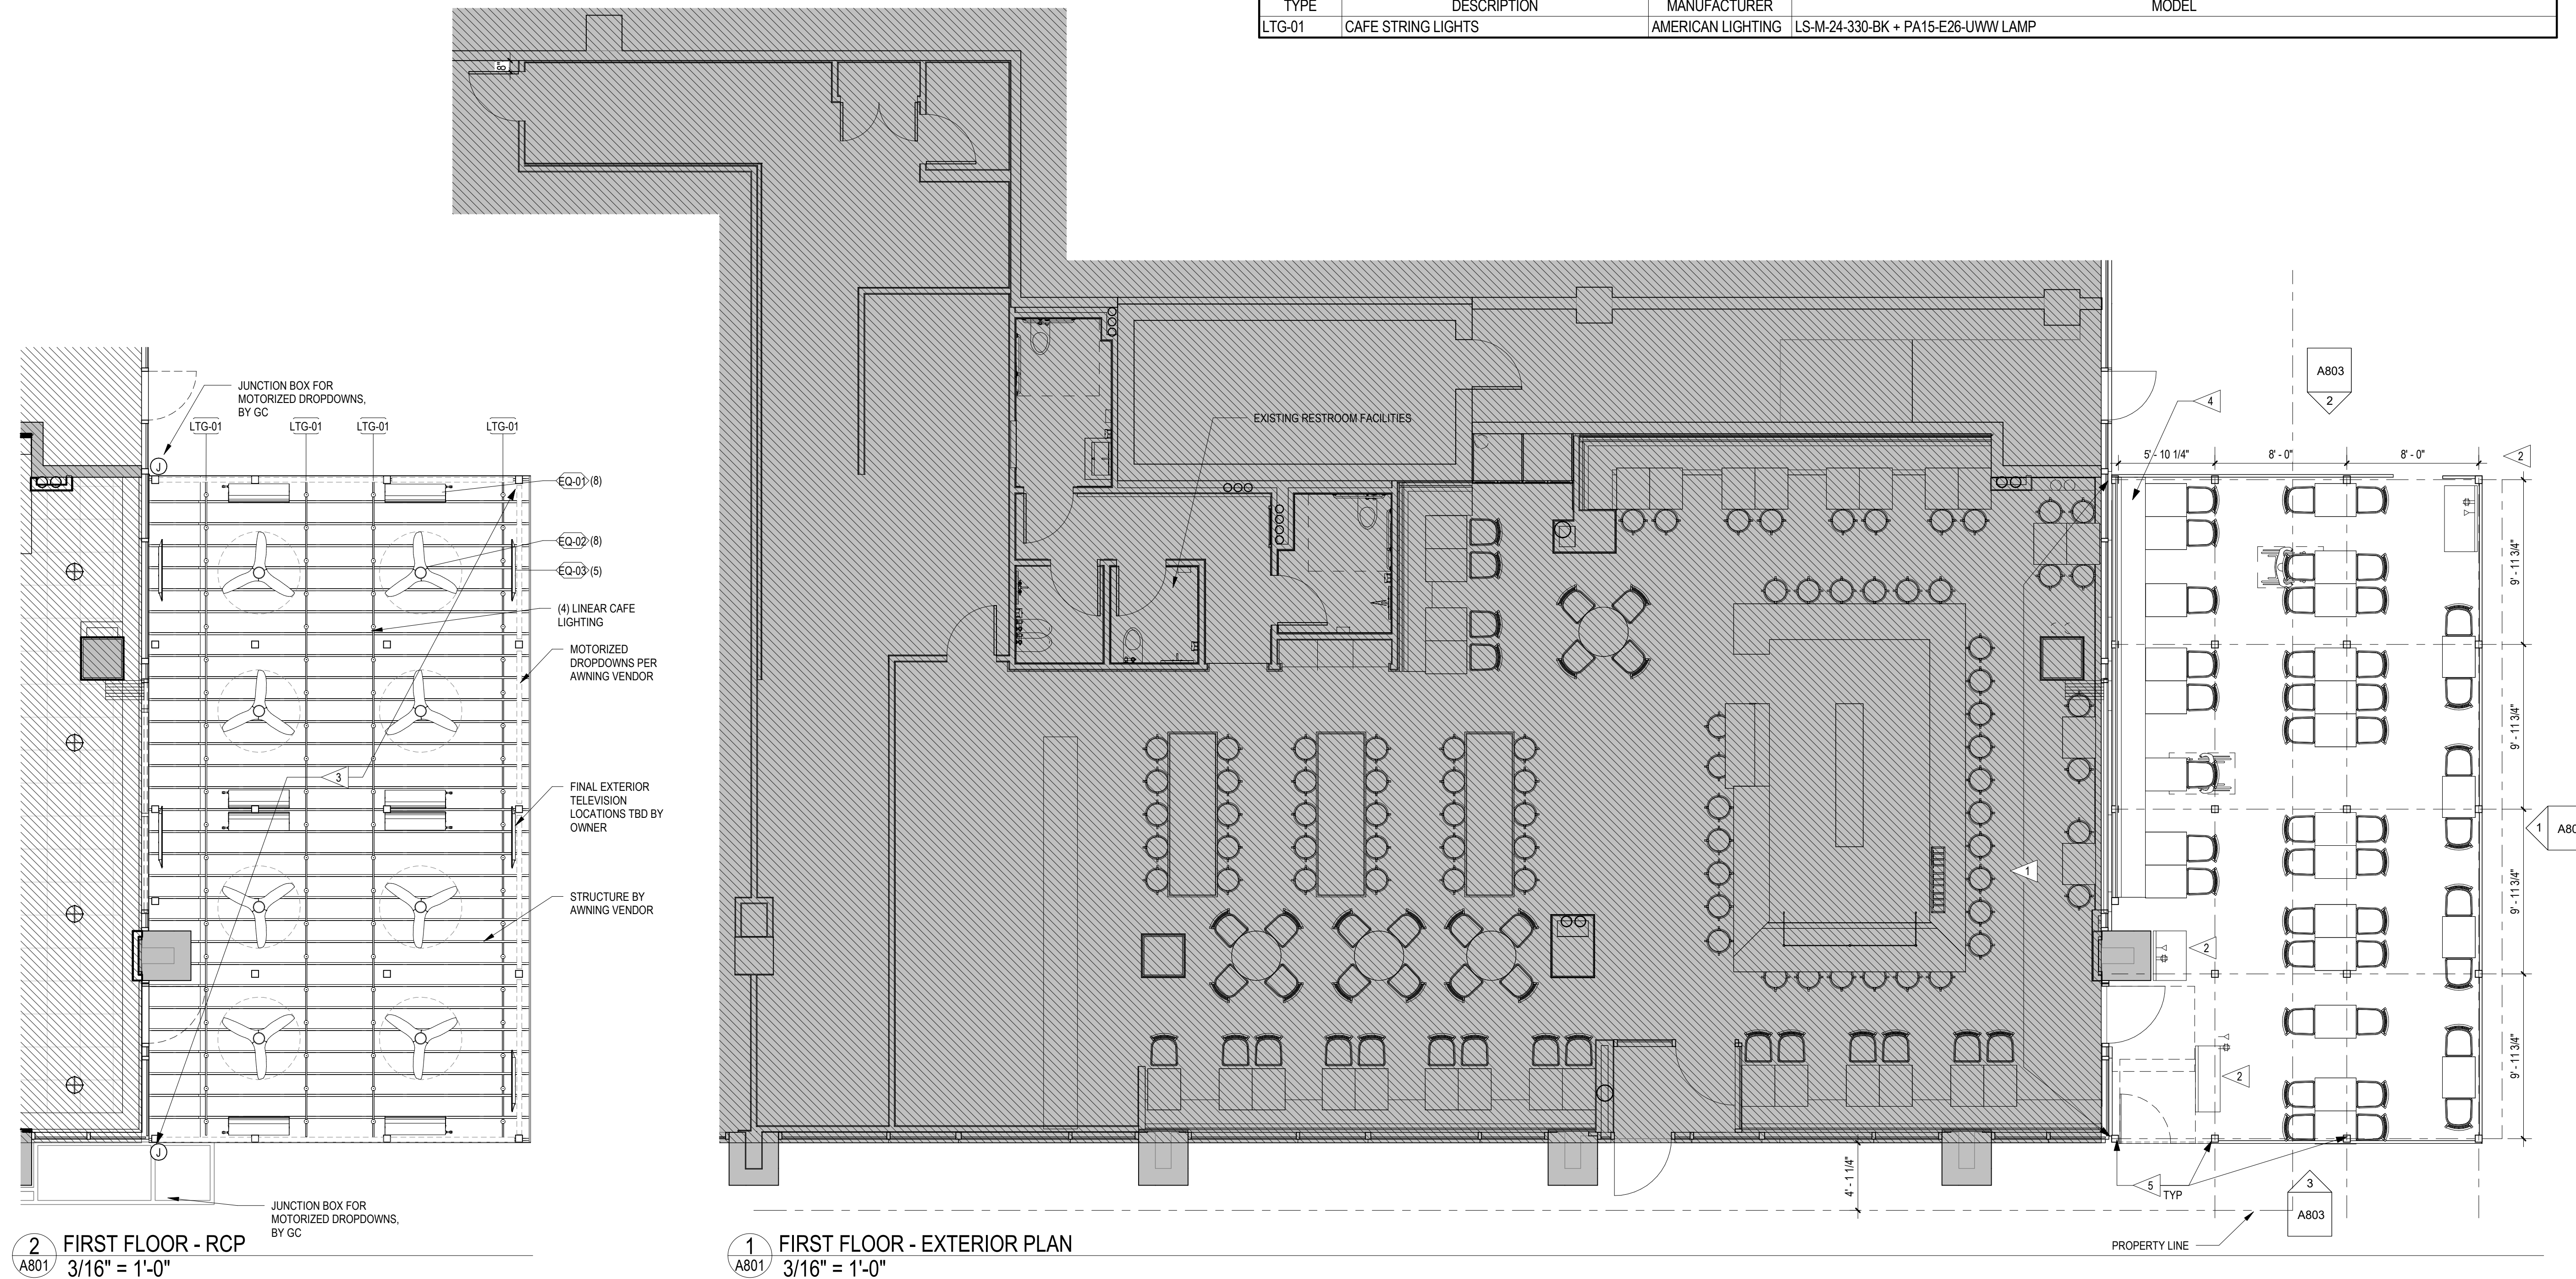 TYPE DESCRIPTION MANUFACTURER MODEL
LTG-01 CAFE STRING LIGHTS AMERICAN LIGHTING LS-M-24-330-BK + PA15-E26-UWW LAMP
8"
JUNCTION BOX FOR
MOTORIZED DROPDOWNS,
BY GC
LTG-01 LTG-01 LTG-01 LTG-01
J
EQ-01 (8)
EQ-02 (8)
EQ-03 (5)
(4) LINEAR CAFE
LIGHTING
MOTORIZED
DROPDOWNS PER
AWNING VENDOR
3
FINAL EXTERIOR
TELEVISION
LOCATIONS TBD BY
OWNER
STRUCTURE BY
AWNING VENDOR
J
JUNCTION BOX FOR
MOTORIZED DROPDOWNS,
BY GC
2
A801
FIRST FLOOR - RCP
3/16" = 1'-0"
EXISTING RESTROOM FACILITIES
A803
2
4
5' - 10 1/4" 8' - 0" 8' - 0"
2
9' - 11 3/4"
9' - 11 3/4"
9' - 11 3/4"
9' - 11 3/4"
1
1
2
2
4' - 1 1/4"
5
TYP
3
A803
PROPERTY LINE
1
A801
FIRST FLOOR - EXTERIOR PLAN
3/16" = 1'-0"